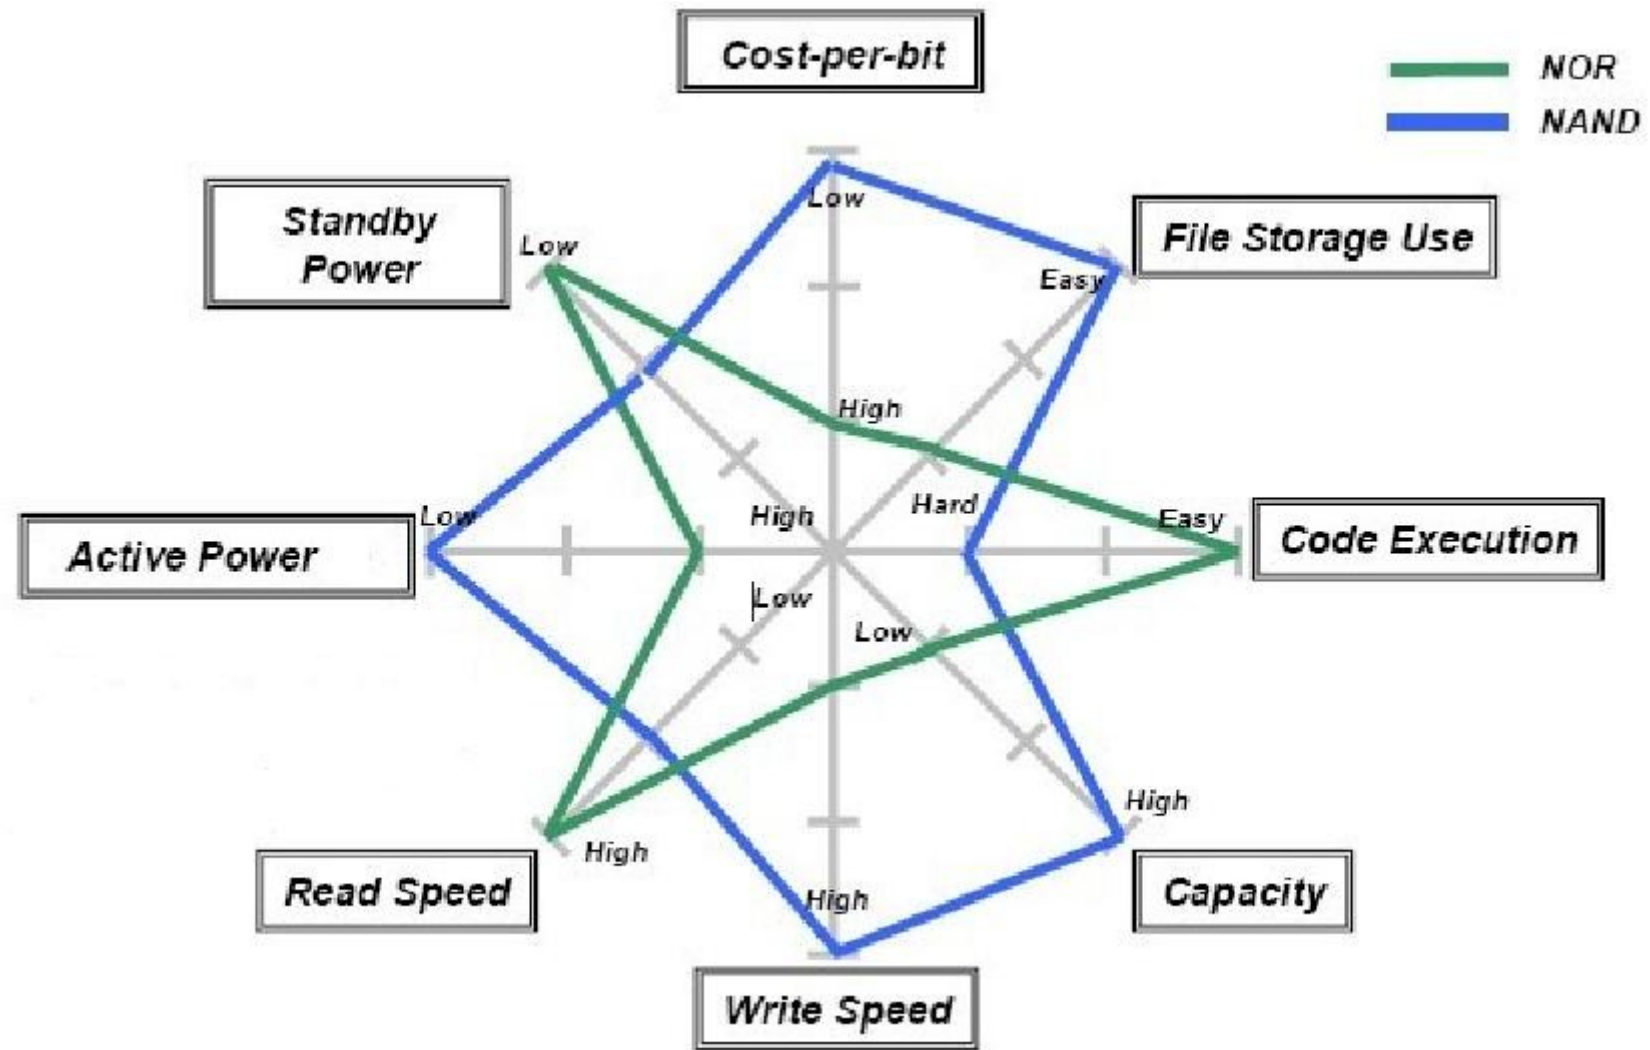 Cost-per-bit
NOR
NAND
Standby
Power
Low
Low
File Storage Use
Easy
High
Low
High
Hard
Easy
Active Power
Code Execution
Low
Low
High
High
High
Read Speed
Capacity
Write Speed